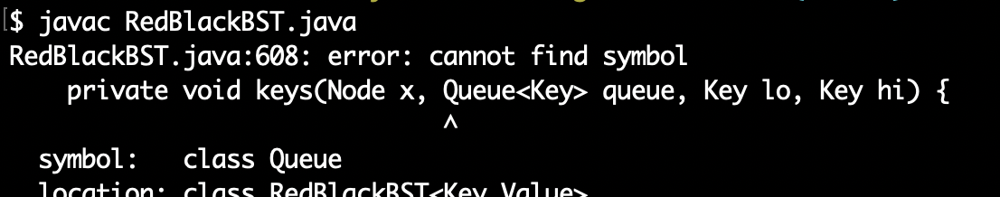 $ javac RedBlackBST.java
RedBlackBST.java:608: error: cannot find symbol
    private void keys(Node x, Queue<Key> queue, Key lo, Key hi) {
                              ^
  symbol:   class Queue
  location: class RedBlackBST<Key,Value>